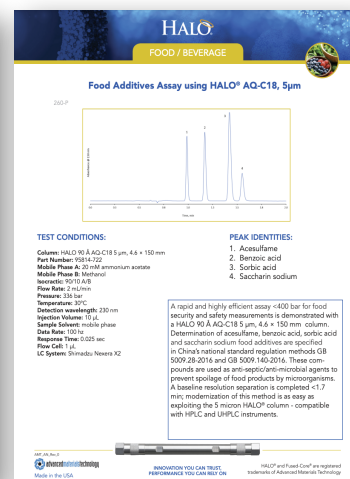 HALO®
FOOD / BEVERAGE
Food Additives Assay using HALO® AQ-C18, 5μm
260-P
1
2
3
4
TEST CONDITIONS:
Column: HALO 90 Å AQ-C18 5 μm, 4.6 × 150 mm
Part Number: 95814-722
Mobile Phase A: 20 mM ammonium acetate
Mobile Phase B: Methanol
Isocractic: 90/10 A/B
Flow Rate: 2 mL/min
Pressure: 336 bar
Temperature: 30°C
Detection wavelength: 230 nm
Injection Volume: 10 μL
Sample Solvent: mobile phase
Data Rate: 100 hz
Response Time: 0.025 sec
Flow Cell: 1 μL
LC System: Shimadzu Nexera X2
PEAK IDENTITIES:
1. Acesulfame
2. Benzoic acid
3. Sorbic acid
4. Saccharin sodium
A rapid and highly efficient assay <400 bar for food
security and safety measurements is demonstrated with
a HALO 90 Å AQ-C18 5 μm, 4.6 × 150 mm column.
Determination of acesulfame, benzoic acid, sorbic acid
and saccharin sodium food additives are specified
in China's national standard regulation methods GB
5009.28-2016 and GB 5009.140-2016. These com-
pounds are used as anti-septic/anti-microbial agents to
prevent spoilage of food products by microorganisms.
A baseline resolution separation is completed <1.7
min; modernization of this method is as easy as
exploiting the 5 micron HALO® column - compatible
with HPLC and UHPLC instruments.
advancedmaterialstechnology
Made in the USA
INNOVATION YOU CAN TRUST,
PERFORMANCE YOU CAN RELY ON
HALO® and Fused-Core® are registered
trademarks of Advanced Materials Technology